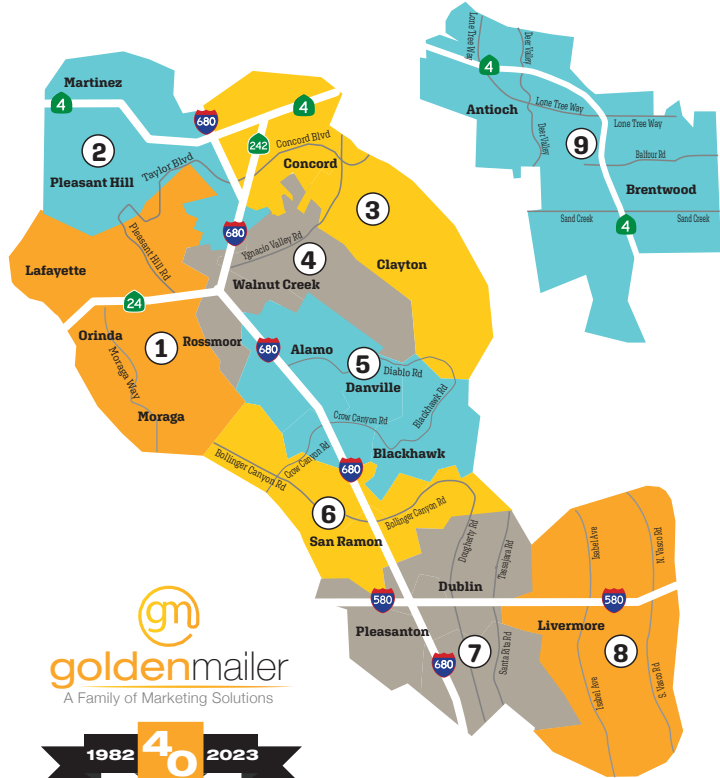 Martinez
4
2
Pleasant Hill
Taylor Blvd
680
4
242
Concord Blvd
Concord
3
Clayton
680
Ygnacio Valley Rd
4
Walnut Creek
Pleasant Hill Rd
Lafayette
24
Orinda
1
Rossmoor
Moraga Way
Moraga
680
Alamo
5
Diablo Rd
Danville
Blackhawk Rd
Crow Canyon Rd
Blackhawk
Crow Canyon Rd
680
Bollinger Canyon Rd
6
Bollinger Canyon Rd
San Ramon
Dougherty Rd
Tassajara Rd
Dublin
580
Pleasanton
7
680
Santa Rita Rd
Isabel Ave
N. Vasco Rd
580
Livermore
8
Isabel Ave
S. Vasco Rd
Lone Tree Way
Deer Valley
4
Antioch
Lone Tree Way
Lone Tree Way
Deer Valley
9
Balfour Rd
Brentwood
Sand Creek
Sand Creek
4
gm
goldenmailer
A Family of Marketing Solutions
1982 40 2023